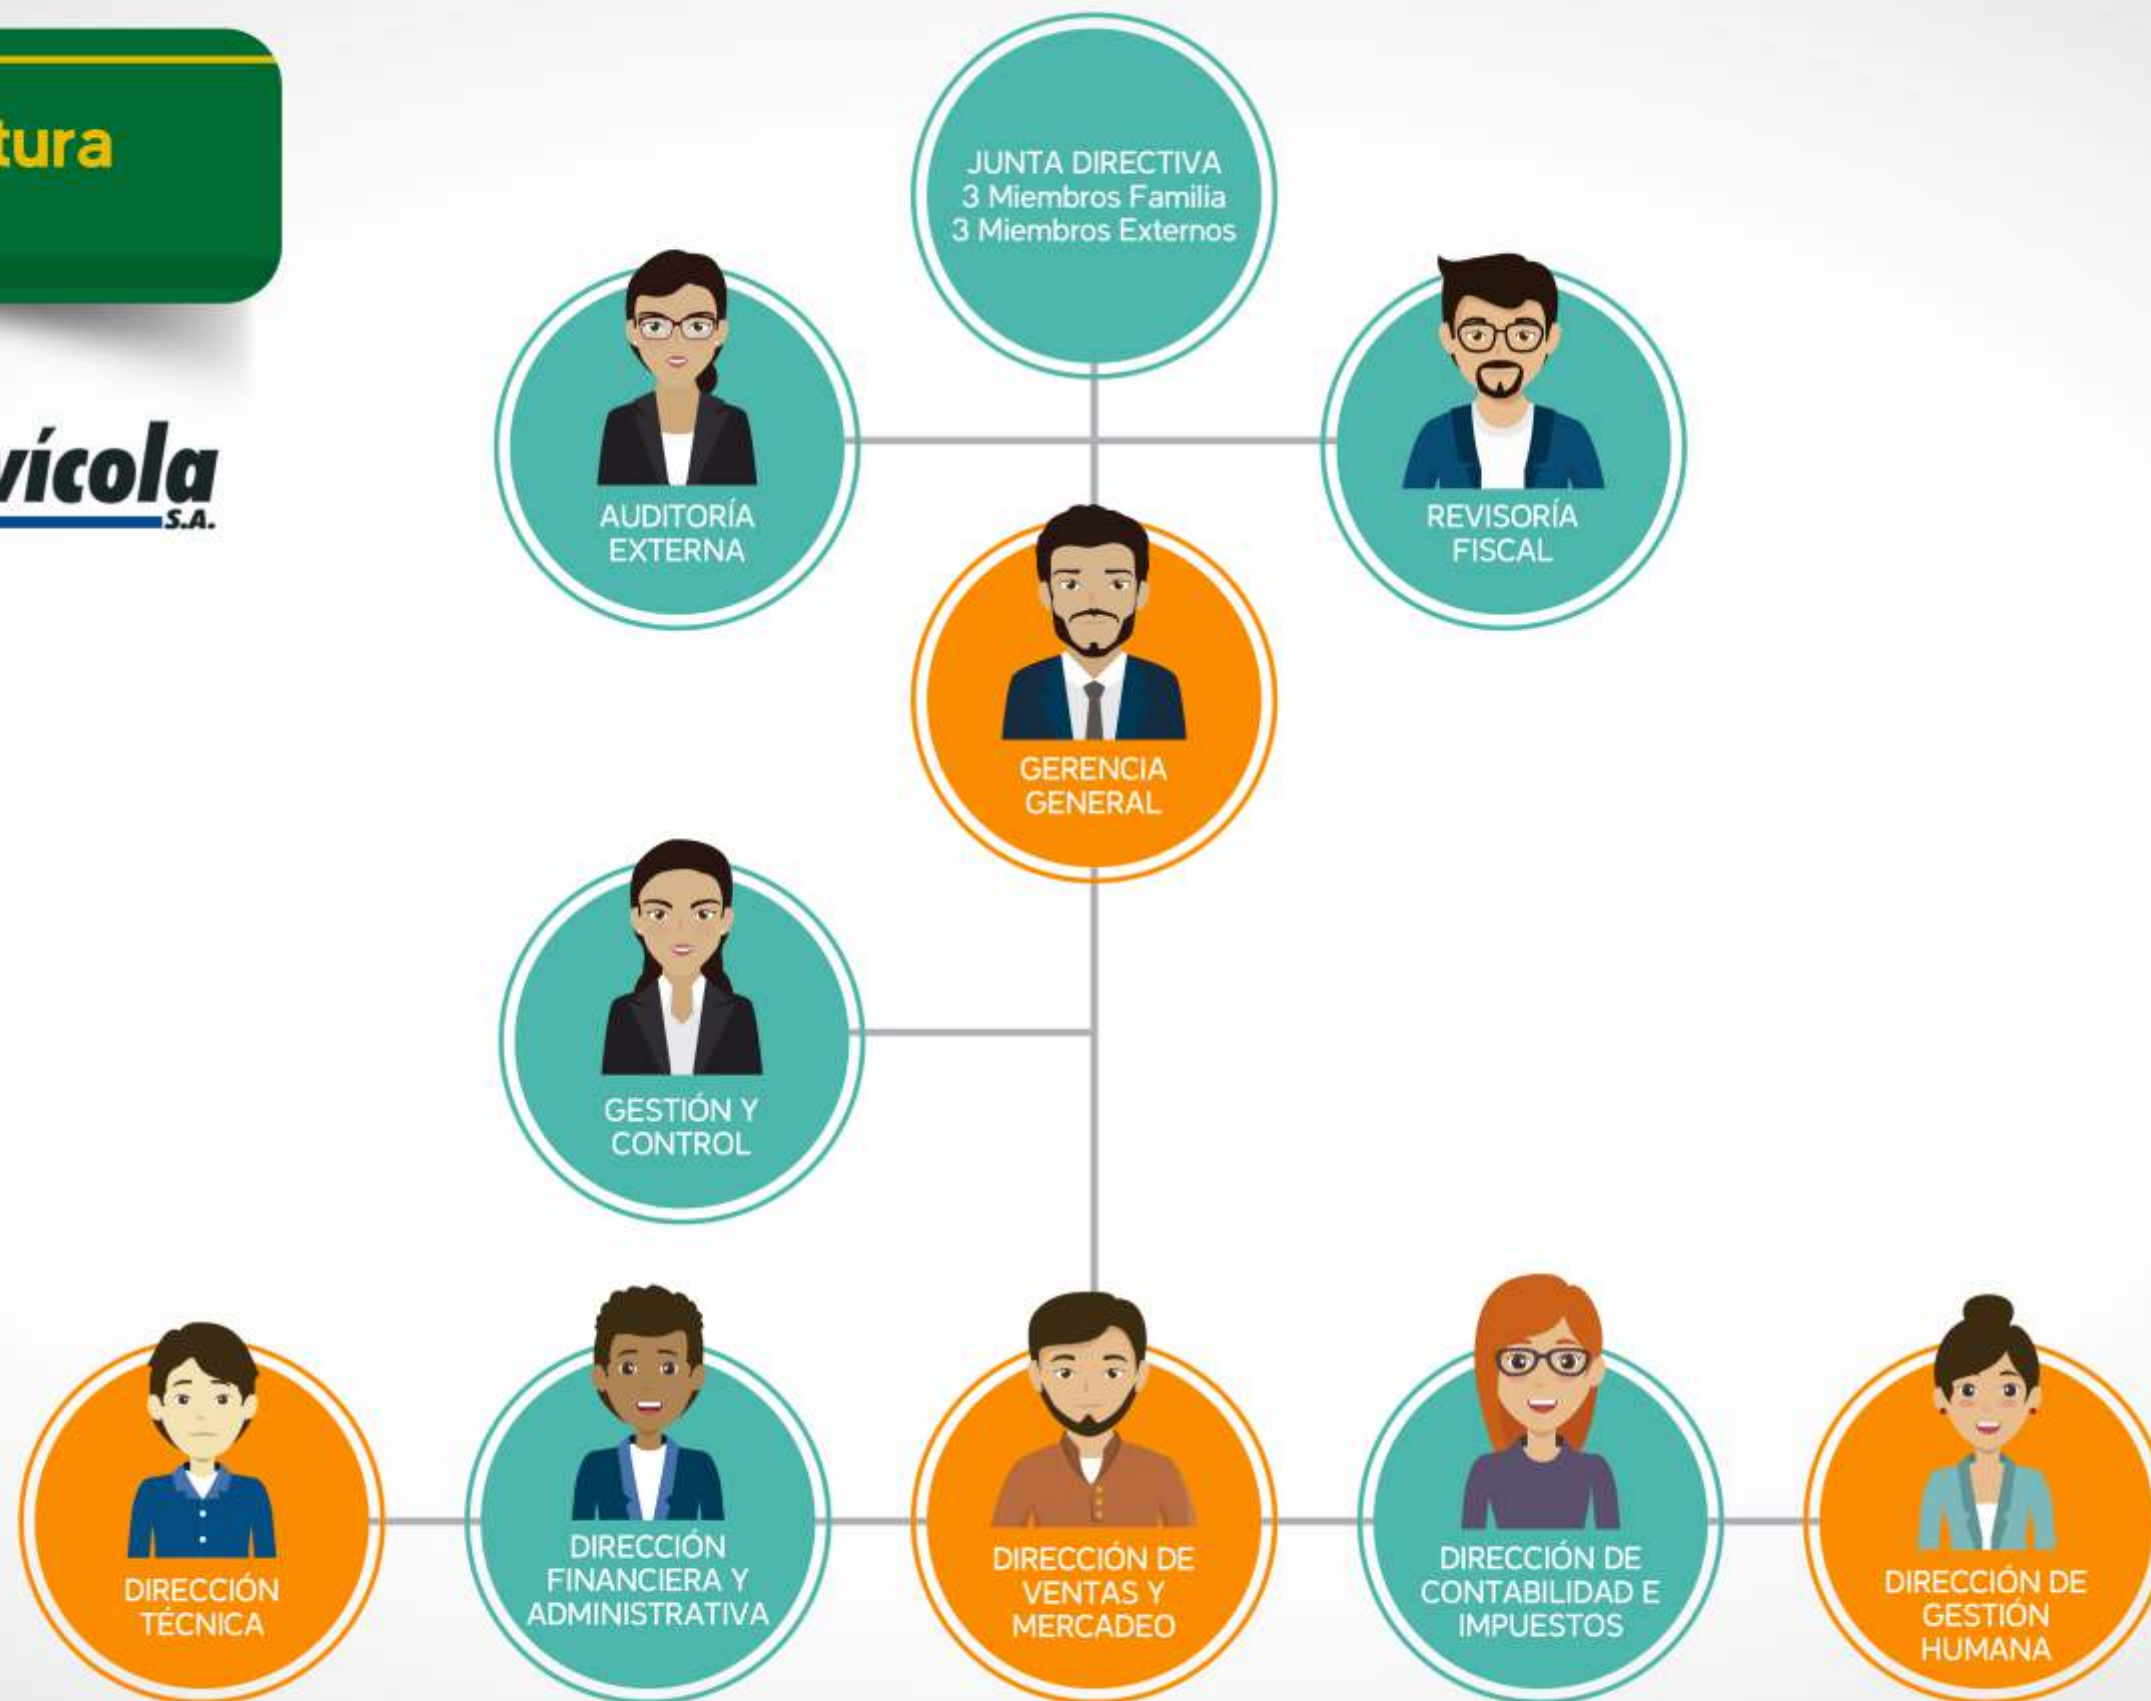 tura
vícola
S.A.
JUNTA DIRECTIVA
3 Miembros Familia
3 Miembros Externos
AUDITORÍA
EXTERNA
REVISORÍA
FISCAL
GERENCIA
GENERAL
GESTIÓN Y
CONTROL
DIRECCIÓN
TÉCNICA
DIRECCIÓN
FINANCIERA Y
ADMINISTRATIVA
DIRECCIÓN DE
VENTAS Y
MERCADEO
DIRECCIÓN DE
CONTABILIDAD E
IMPUESTOS
DIRECCIÓN DE
GESTIÓN
HUMANA